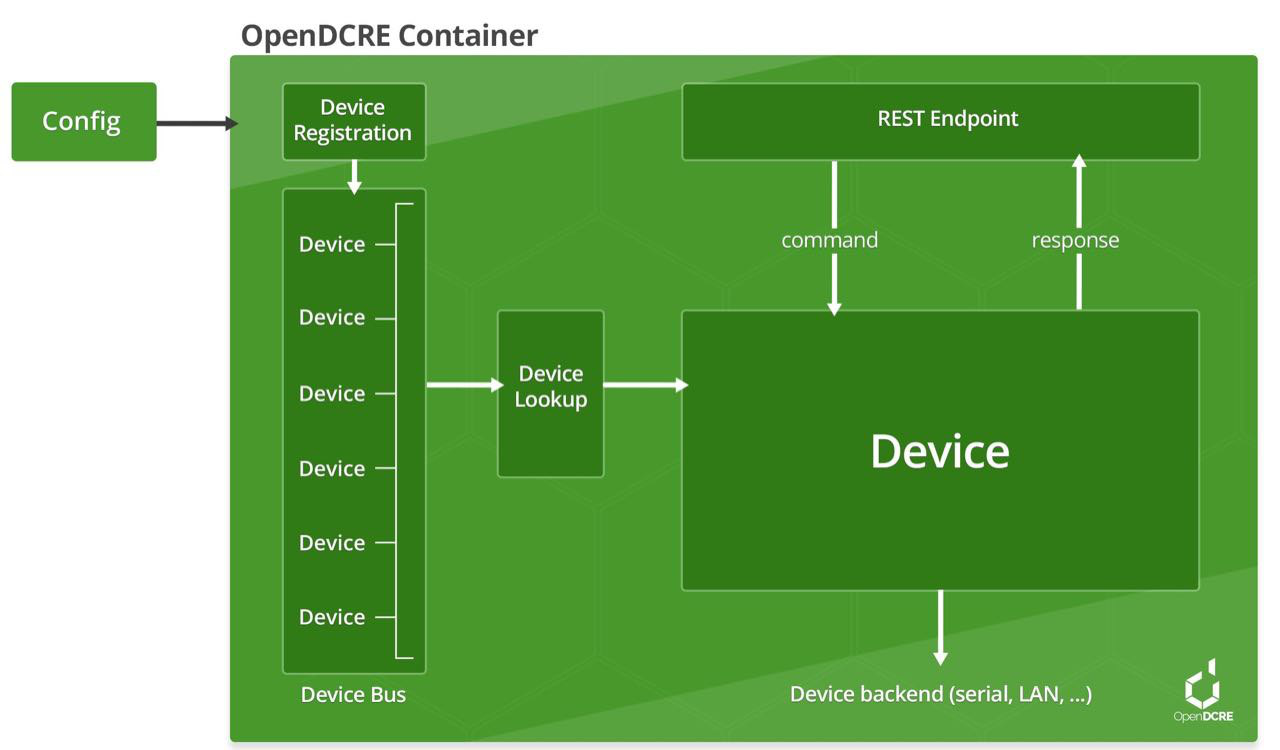 OpenDCRE Container
Config
Device
Registration
REST Endpoint
Device
Device
Device
Device
Device
Device
Device Bus
Device
Lookup
command
response
Device
Device backend (serial, LAN, ...)
OpenDCRE